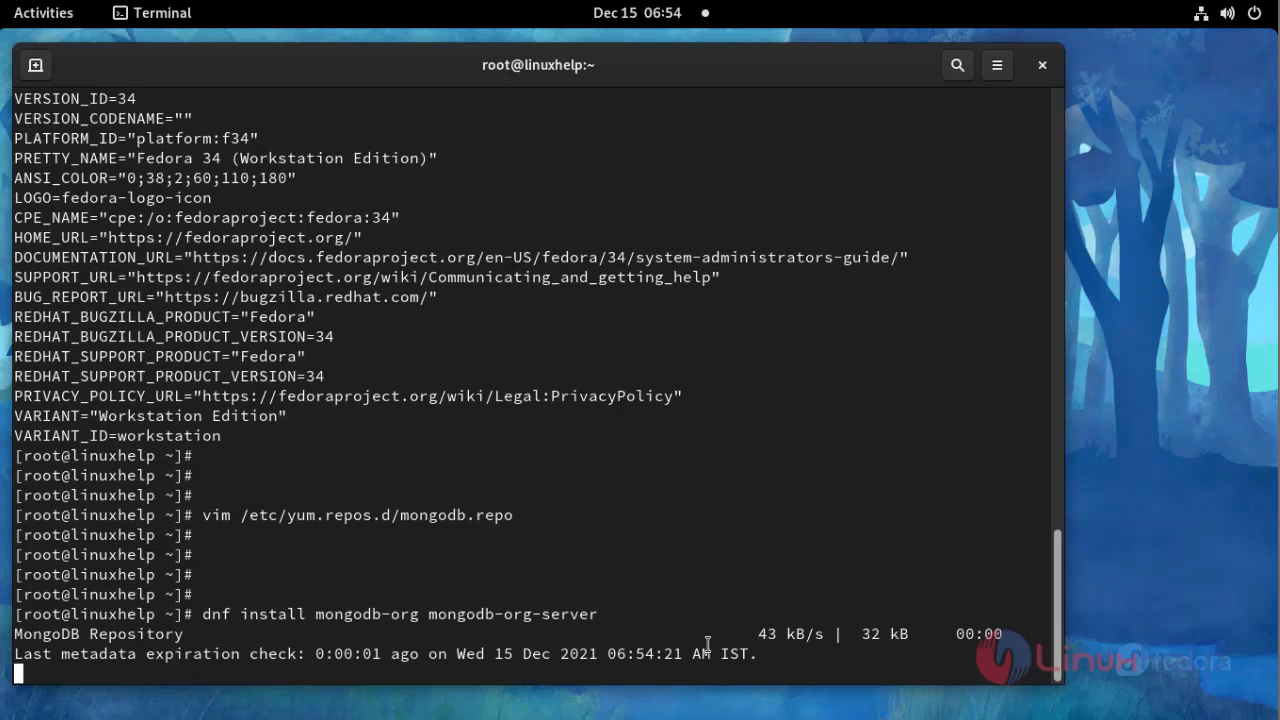 Activities
Terminal
Dec 15 06:54
root@linuxhelp:~
VERSION_ID=34
VERSION_CODENAME=""
PLATFORM_ID="platform:f34"
PRETTY_NAME="Fedora 34 (Workstation Edition)"
ANSI_COLOR="0;38;2;60;110;180"
LOGO=fedora-logo-icon
CPE_NAME="cpe:/o:fedoraproject:fedora:34"
HOME_URL="https://fedoraproject.org/"
DOCUMENTATION_URL="https://docs.fedoraproject.org/en-US/fedora/34/system-administrators-guide/"
SUPPORT_URL="https://fedoraproject.org/wiki/Communicating_and_getting_help"
BUG_REPORT_URL="https://bugzilla.redhat.com/"
REDHAT_BUGZILLA_PRODUCT="Fedora"
REDHAT_BUGZILLA_PRODUCT_VERSION=34
REDHAT_SUPPORT_PRODUCT="Fedora"
REDHAT_SUPPORT_PRODUCT_VERSION=34
PRIVACY_POLICY_URL="https://fedoraproject.org/wiki/Legal:PrivacyPolicy"
VARIANT="Workstation Edition"
VARIANT_ID=workstation
[root@linuxhelp ~]#
[root@linuxhelp ~]#
[root@linuxhelp ~]#
[root@linuxhelp ~]# vim /etc/yum.repos.d/mongodb.repo
[root@linuxhelp ~]#
[root@linuxhelp ~]#
[root@linuxhelp ~]#
[root@linuxhelp ~]#
[root@linuxhelp ~]# dnf install mongodb-org mongodb-org-server
MongoDB Repository 43 kB/s | 32 kB 00:00
Last metadata expiration check: 0:00:01 ago on Wed 15 Dec 2021 06:54:21 AM IST.
fedora